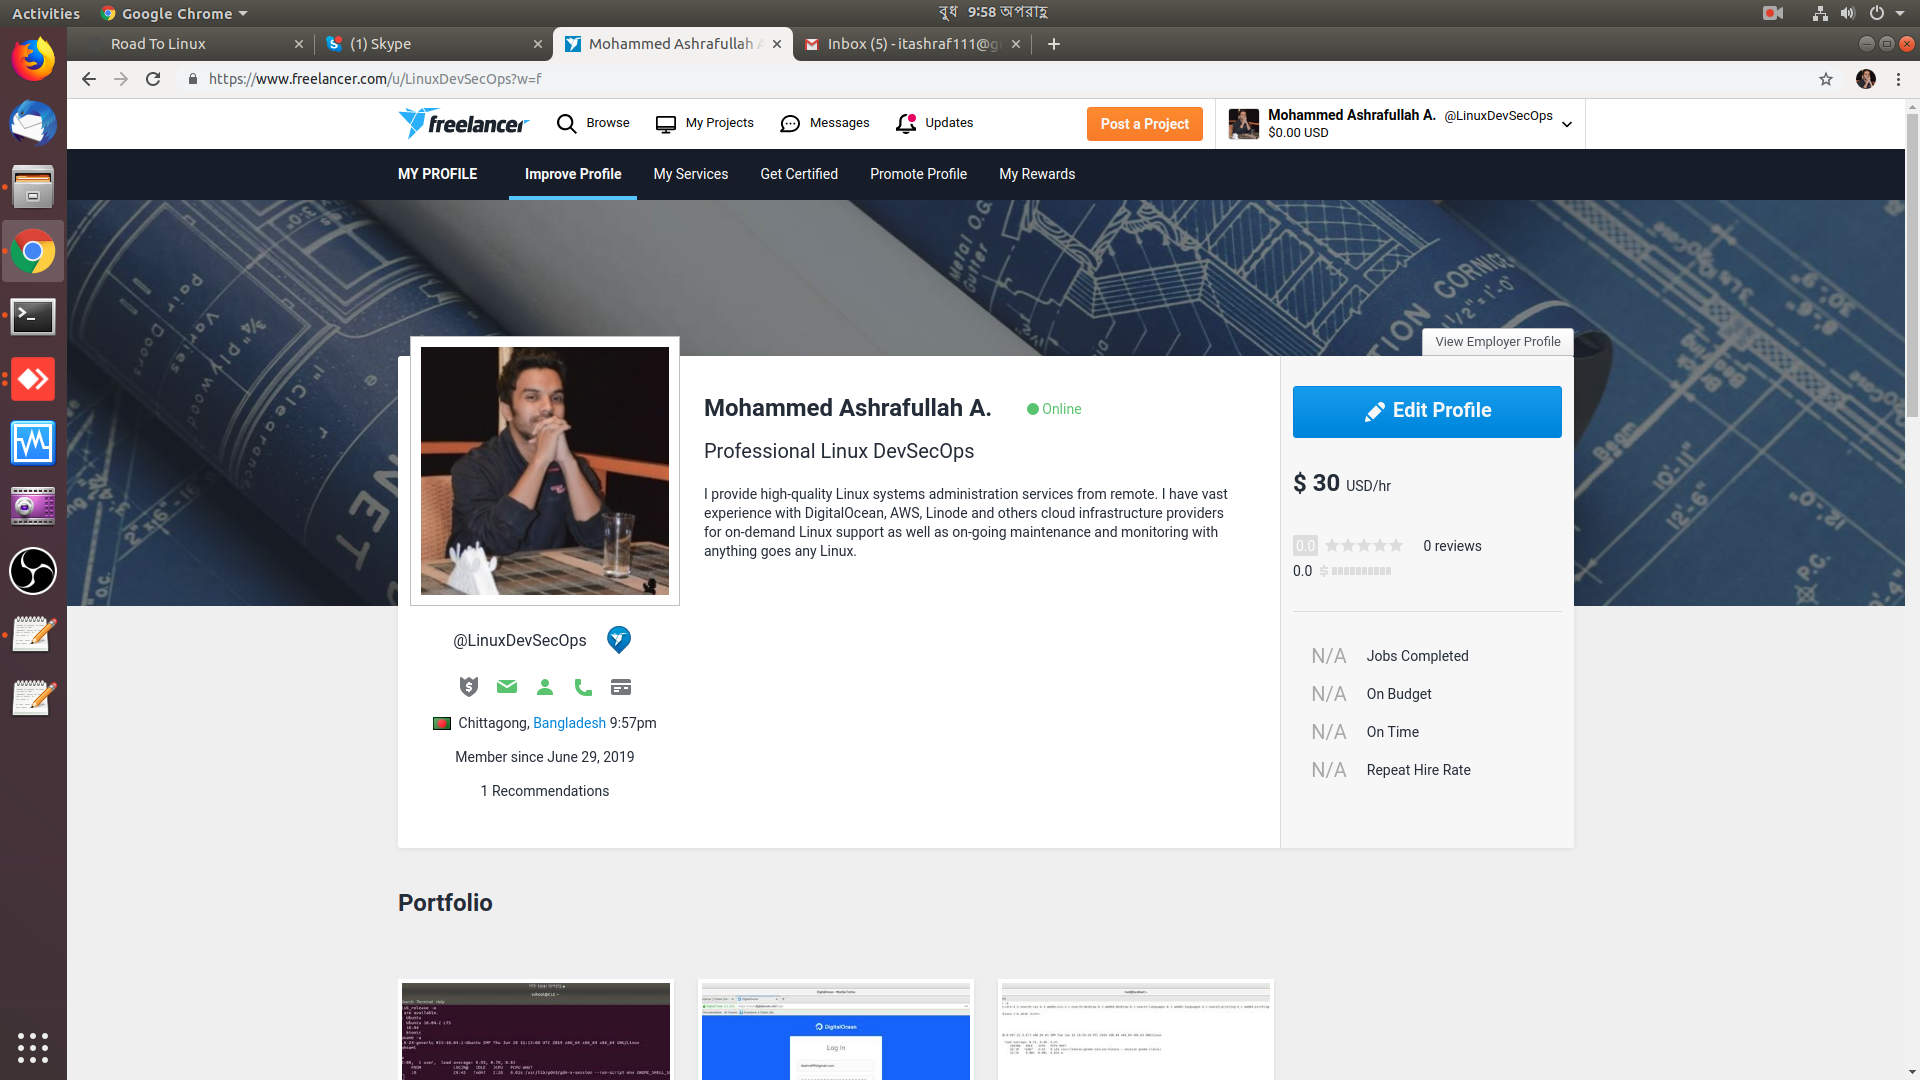 Activities
Google Chrome
বুধ 9:58 অপরাহ্ণ
Road To Linux
(1) Skype
Mohammed Ashrafullah A
Inbox (5) - itashraf111@g
https://www.freelancer.com/u/LinuxDevSecOps?w=f
freelancer
Browse
My Projects
Messages
Updates
Post a Project
Mohammed Ashrafullah A. @LinuxDevSecOps
$0.00 USD
MY PROFILE
Improve Profile
My Services
Get Certified
Promote Profile
My Rewards
View Employer Profile
Mohammed Ashrafullah A.
Online
Professional Linux DevSecOps
I provide high-quality Linux systems administration services from remote. I have vast
experience with DigitalOcean, AWS, Linode and others cloud infrastructure providers
for on-demand Linux support as well as on-going maintenance and monitoring with
anything goes any Linux.
Edit Profile
$ 30 USD/hr
0.0
0 reviews
0.0
N/A Jobs Completed
N/A On Budget
N/A On Time
N/A Repeat Hire Rate
@LinuxDevSecOps
Chittagong, Bangladesh 9:57pm
Member since June 29, 2019
1 Recommendations
Portfolio
DigitalOcean
Log In